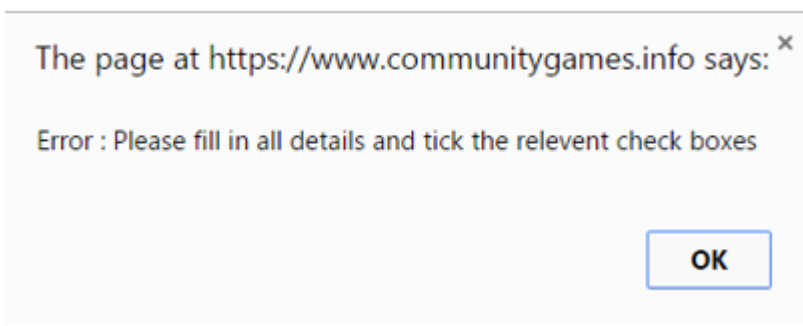 The page at https://www.communitygames.info says:
Error : Please fill in all details and tick the relevent check boxes
OK